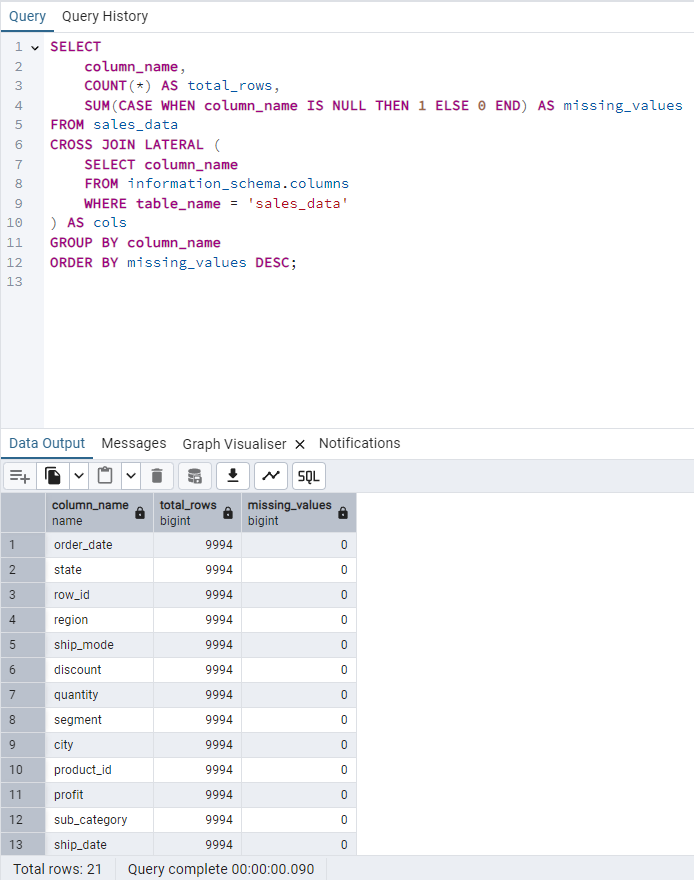 Query Query History
1 SELECT
2 column_name,
3 COUNT(*) AS total_rows,
4 SUM(CASE WHEN column_name IS NULL THEN 1 ELSE 0 END) AS missing_values
5 FROM sales_data
6 CROSS JOIN LATERAL (
7 SELECT column_name
8 FROM information_schema.columns
9 WHERE table_name = 'sales_data'
10 ) AS cols
11 GROUP BY column_name
12 ORDER BY missing_values DESC;
13
Data Output Messages Graph Visualiser × Notifications
SQL
column_name total_rows missing_values
name bigint bigint
1 order_date 9994 0
2 state 9994 0
3 row_id 9994 0
4 region 9994 0
5 ship_mode 9994 0
6 discount 9994 0
7 quantity 9994 0
8 segment 9994 0
9 city 9994 0
10 product_id 9994 0
11 profit 9994 0
12 sub_category 9994 0
13 ship_date 9994 0
Total rows: 21 Query complete 00:00:00.090